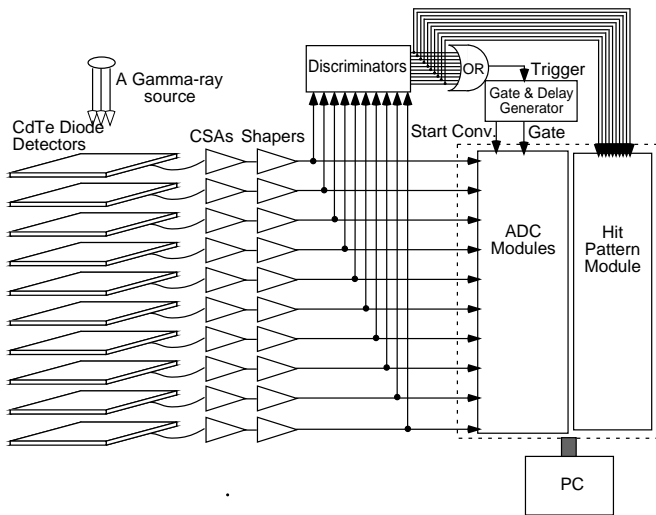 A Gamma-ray
source
CdTe Diode
Detectors
CSAs Shapers
Discriminators
OR
Trigger
Gate & Delay
Generator
Start Conv.
Gate
ADC
Modules
Hit
Pattern
Module
PC